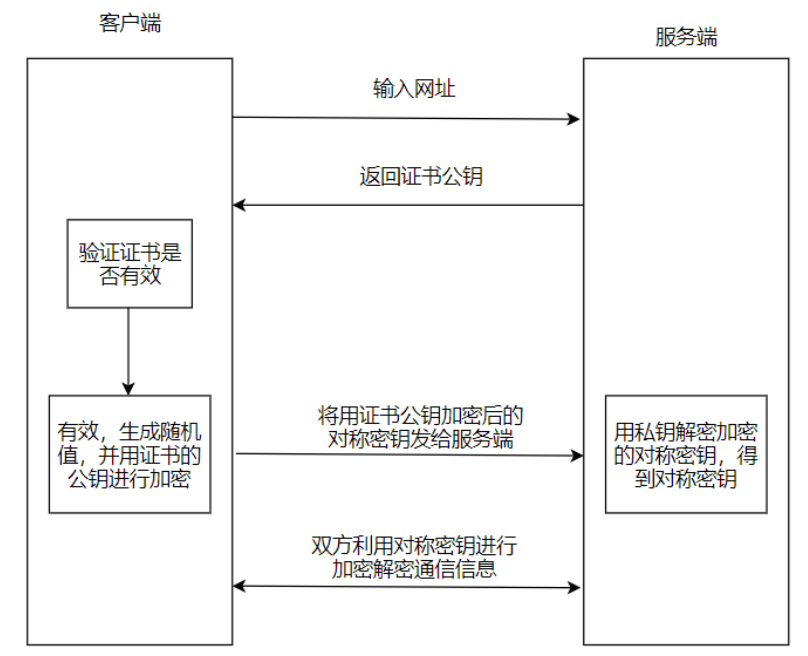 客户端
服务端
输入网址
返回证书公钥
验证证书是
否有效
有效，生成随机
值，并用证书的
公钥进行加密
将用证书公钥加密后的
对称密钥发给服务端
用私钥解密加密
的对称密钥，得
到对称密钥
双方利用对称密钥进行
加密解密通信信息